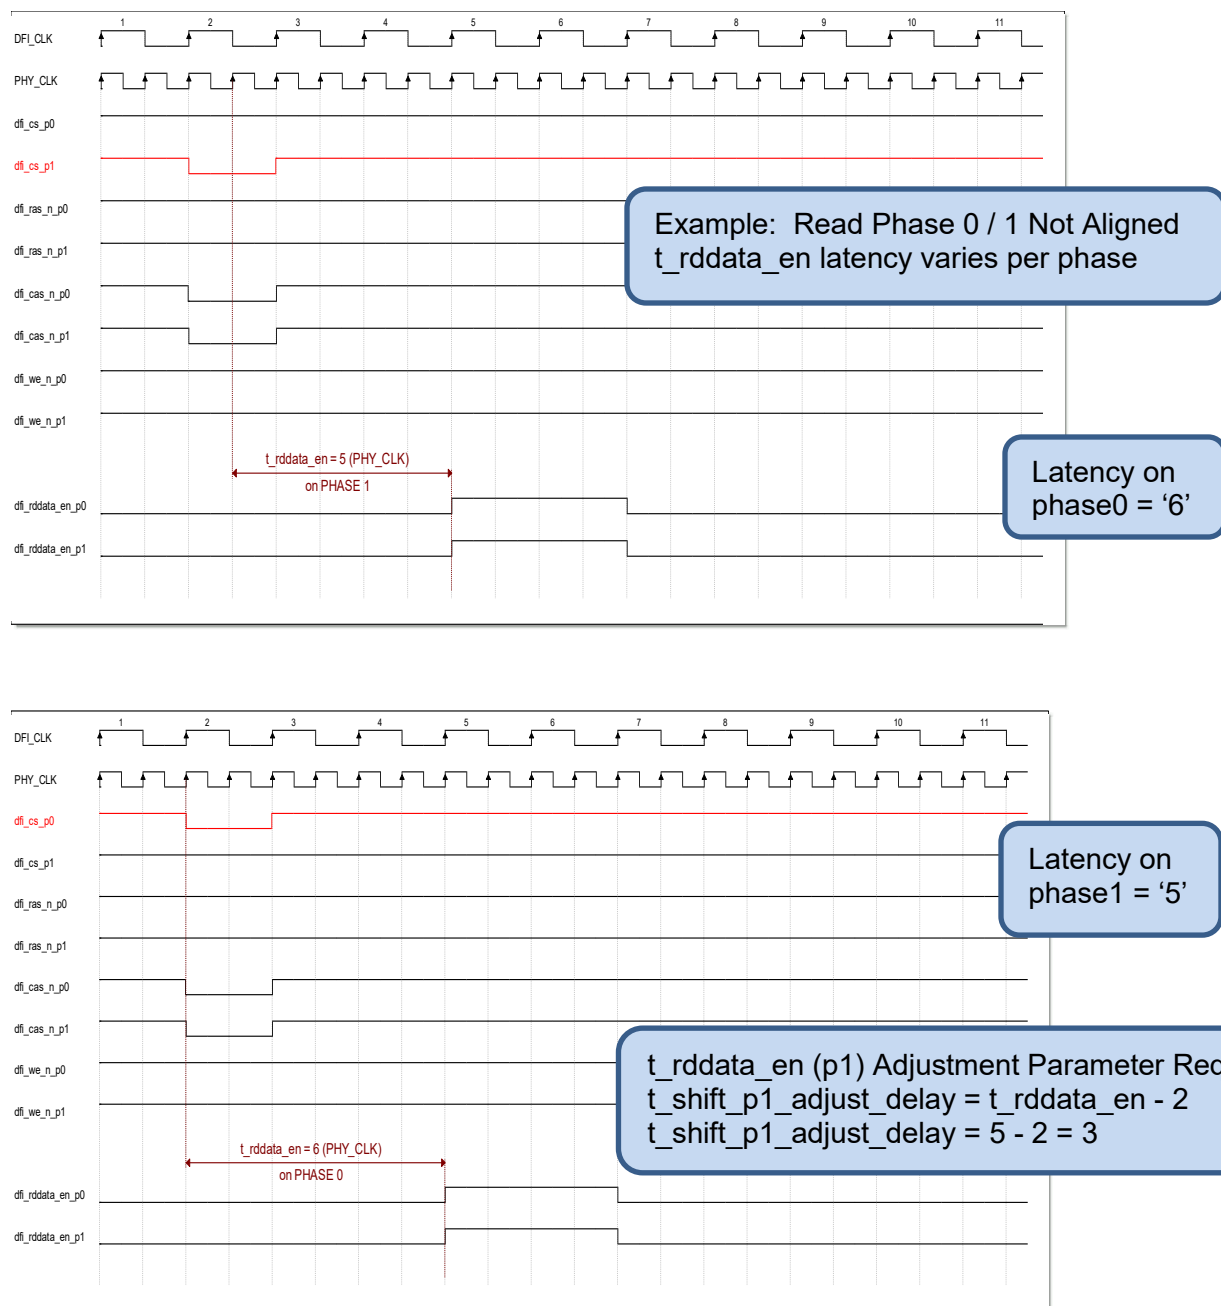 1 2 3 4 5 6 7 8 9 10 11
DFI_CLK
PHY_CLK
dfi_cs_p0
dfi_cs_p1
dfi_ras_n_p0
dfi_ras_n_p1
dfi_cas_n_p0
dfi_cas_n_p1
dfi_we_n_p0
dfi_we_n_p1
Example: Read Phase 0 / 1 Not Aligned
t_rddata_en latency varies per phase
t_rddata_en = 5 (PHY_CLK)
on PHASE 1
Latency on
phase0 = ‘6’
dfi_rddata_en_p0
dfi_rddata_en_p1
1 2 3 4 5 6 7 8 9 10 11
DFI_CLK
PHY_CLK
dfi_cs_p0
dfi_cs_p1
dfi_ras_n_p0
dfi_ras_n_p1
dfi_cas_n_p0
dfi_cas_n_p1
dfi_we_n_p0
dfi_we_n_p1
Latency on
phase1 = ‘5’
t_rddata_en (p1) Adjustment Parameter
t_shift_p1_adjust_delay = t_rddata_en - 2
t_shift_p1_adjust_delay = 5 - 2 = 3
t_rddata_en = 6 (PHY_CLK)
on PHASE 0
dfi_rddata_en_p0
dfi_rddata_en_p1